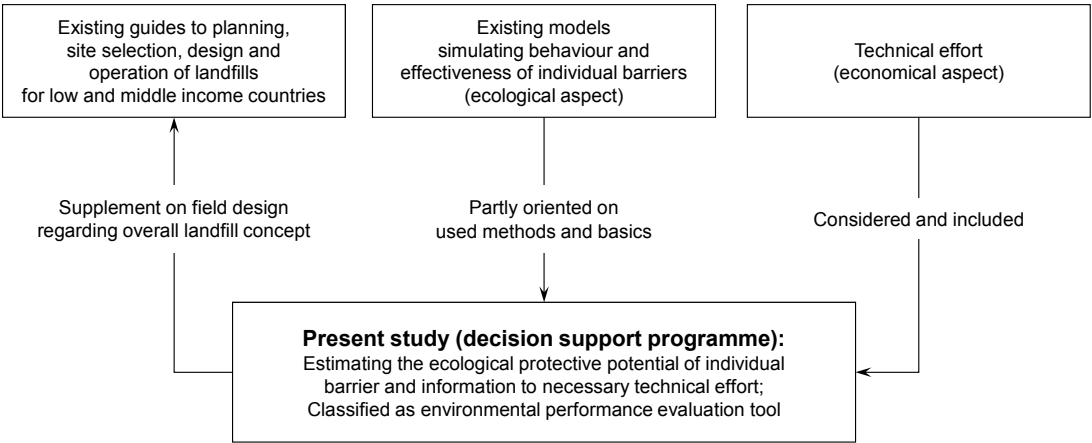 Existing guides to planning,
site selection, design and
operation of landfills
for low and middle income countries
Existing models
simulating behaviour and
effectiveness of individual barriers
(ecological aspect)
Technical effort
(economical aspect)
Supplement on field design
regarding overall landfill concept
Partly oriented on
used methods and basics
Considered and included
Present study (decision support programme):
Estimating the ecological protective potential of individual
barrier and information to necessary technical effort;
Classified as environmental performance evaluation tool